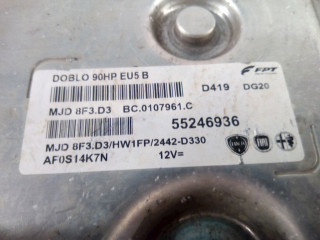 DOBLO 90HP EU5 B
FPT
D419 DG20
MJD 8F3.D3 BC.0107961.C
55246936
MJD 8F3.D3/HW1FP/2442-D330
AF0S14K7N 12V=
FIAT